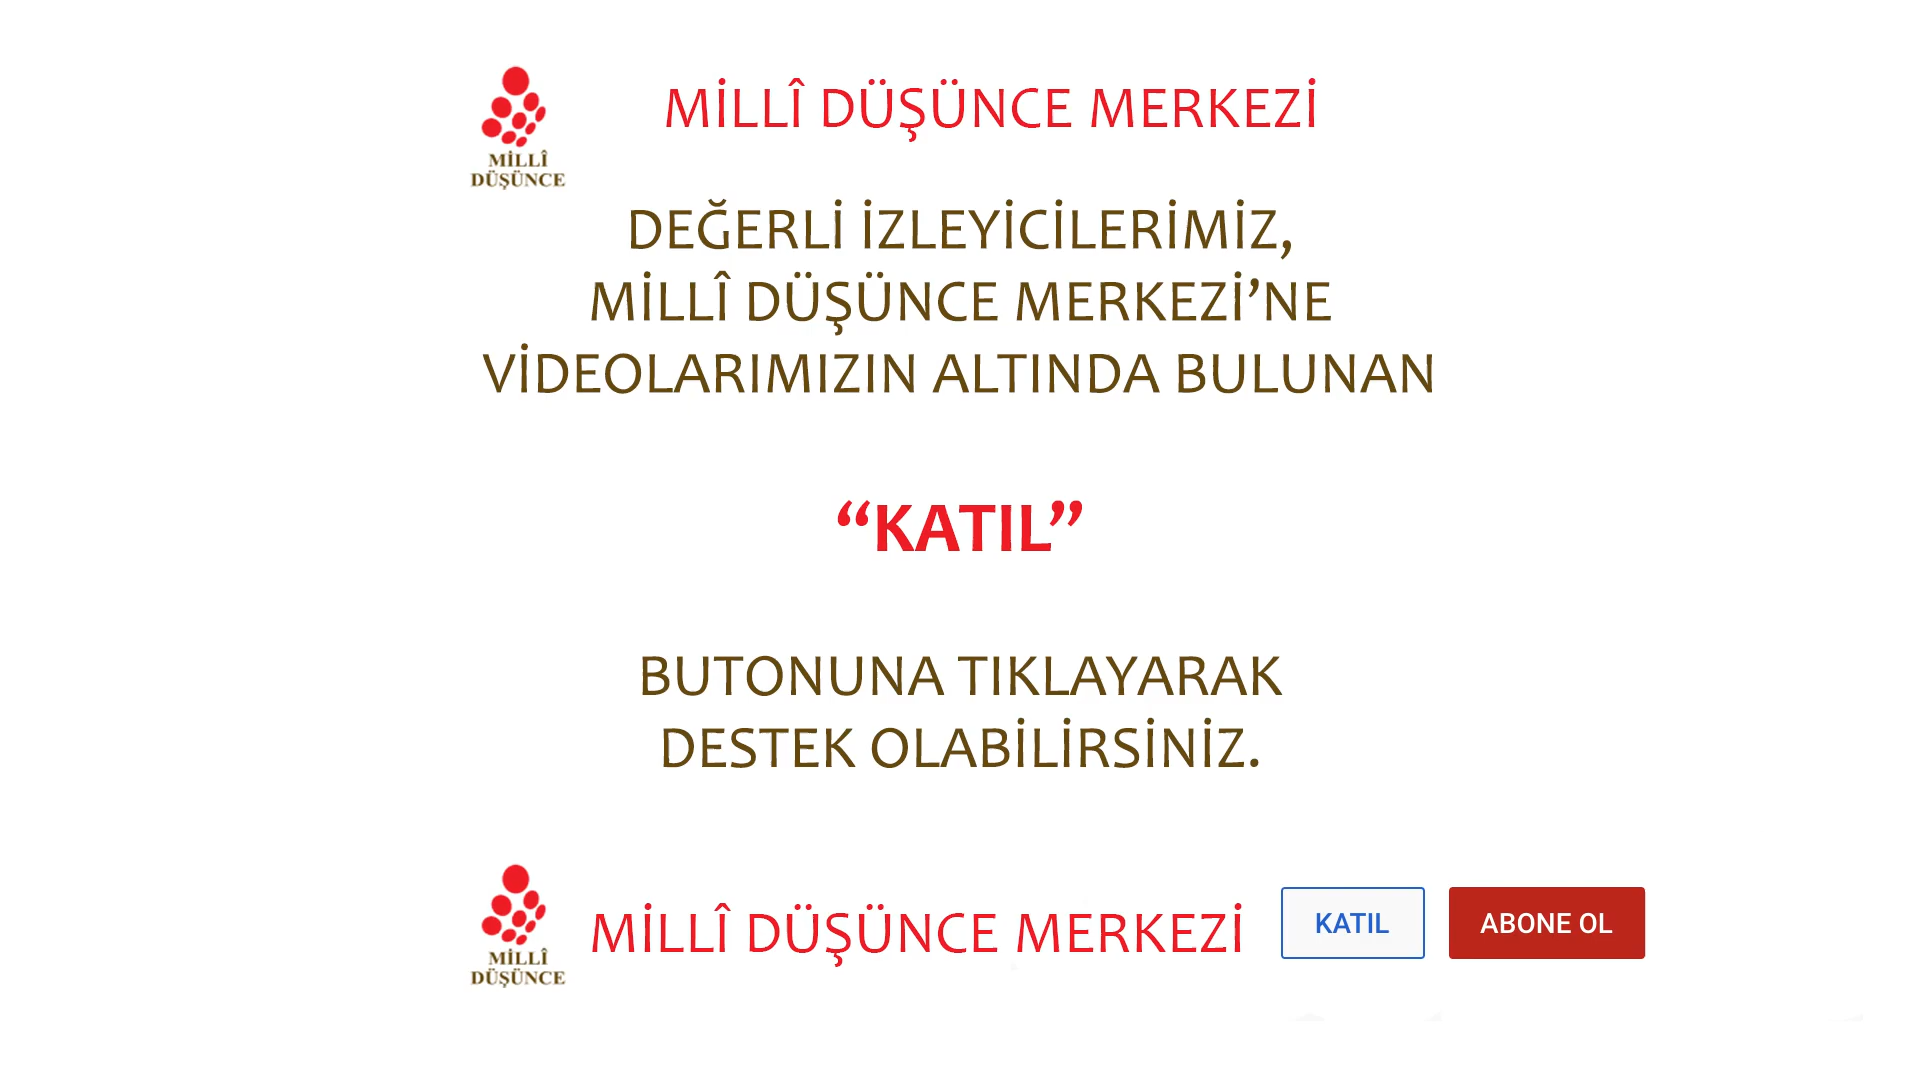 MİLLÎ DÜŞÜNCE MERKEZİ
MİLLÎ
DÜŞÜNCE
DEĞERLİ İZLEYİCİLERİMİZ,
MİLLÎ DÜŞÜNCE MERKEZİ’NE
VİDEOLARIMIZIN ALTINDA BULUNAN
“KATIL”
BUTONUNA TIKLAYARAK
DESTEK OLABİLİRSİNİZ.
MİLLÎ
DÜŞÜNCE
MİLLÎ DÜŞÜNCE MERKEZİ
KATIL
ABONE OL